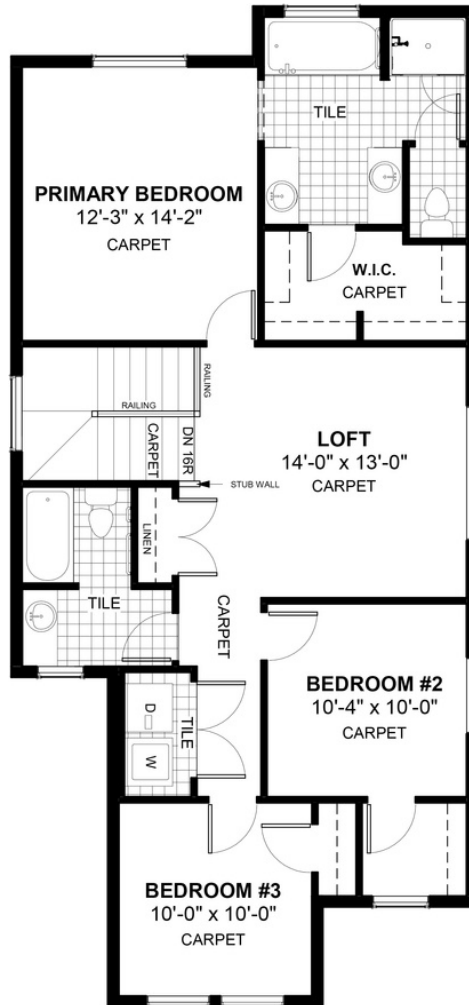 TILE
PRIMARY BEDROOM
12'-3" x 14'-2"
CARPET
W.I.C.
CARPET
RAILING
RAILING
CARPET
DN 16R
LOFT
14'-0" x 13'-0"
CARPET
STUB WALL
LINEN
TILE
CARPET
BEDROOM #2
10'-4" x 10'-0"
CARPET
D
TILE
W
BEDROOM #3
10'-0" x 10'-0"
CARPET